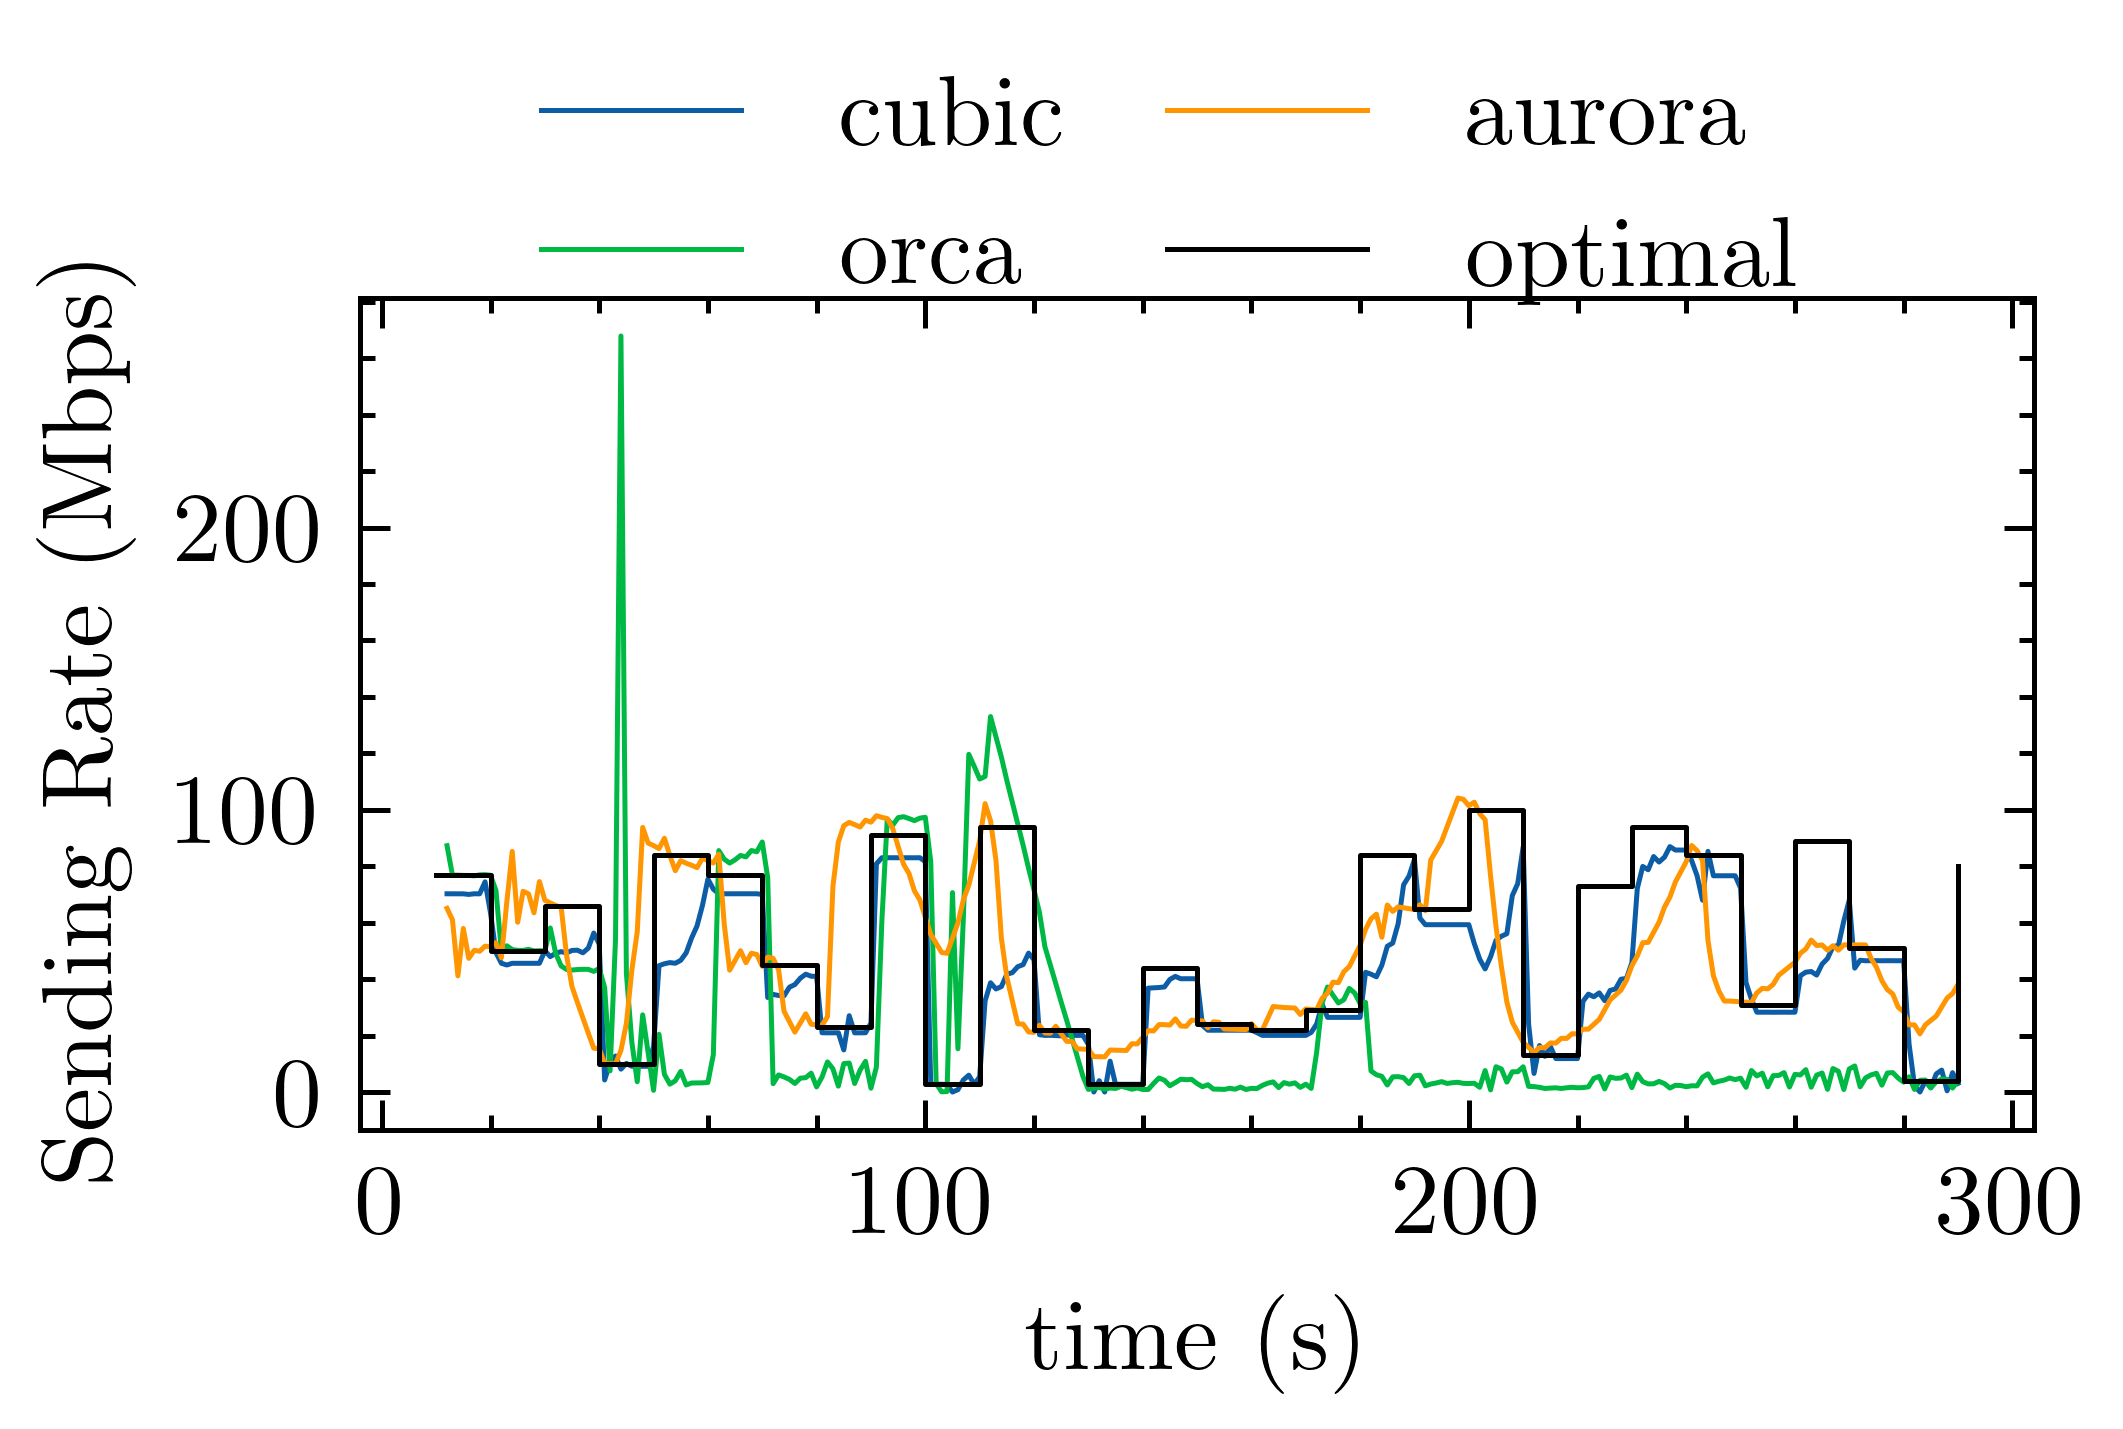 cubic aurora
orca optimal
Sending Rate (Mbps)
200
100
0
0 100 200 300
time (s)